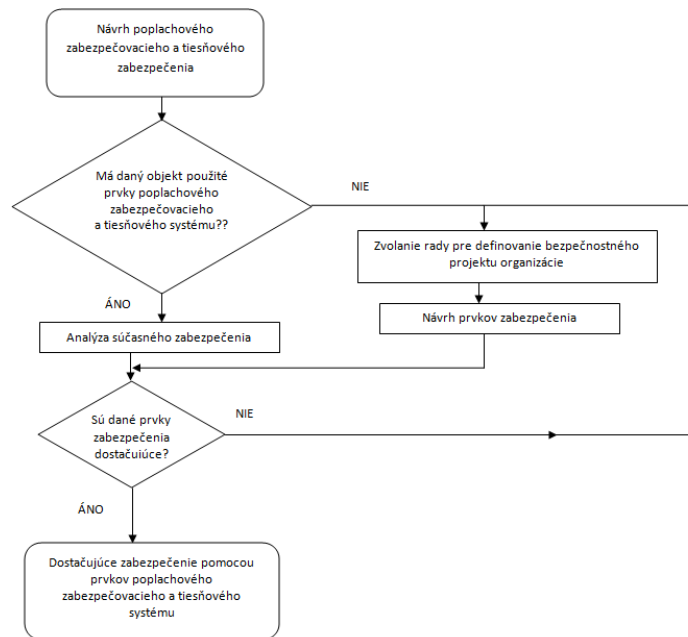 Návrh poplachového
zabezpečovacieho a tiesňového
zabezpečenia
Má daný objekt použité
prvky poplachového
zabezpečovacieho
a tiesňového systému??
NIE
Zvolanie rady pre definovanie bezpečnostného
projektu organizácie
ÁNO
Návrh prvkov zabezpečenia
Analýza súčasného zabezpečenia
Sú dané prvky
zabezpečenia
dostačuiúce?
NIE
ÁNO
Dostačujúce zabezpečenie pomocou
prvkov poplachového
zabezpečovacieho a tiesňového
systému